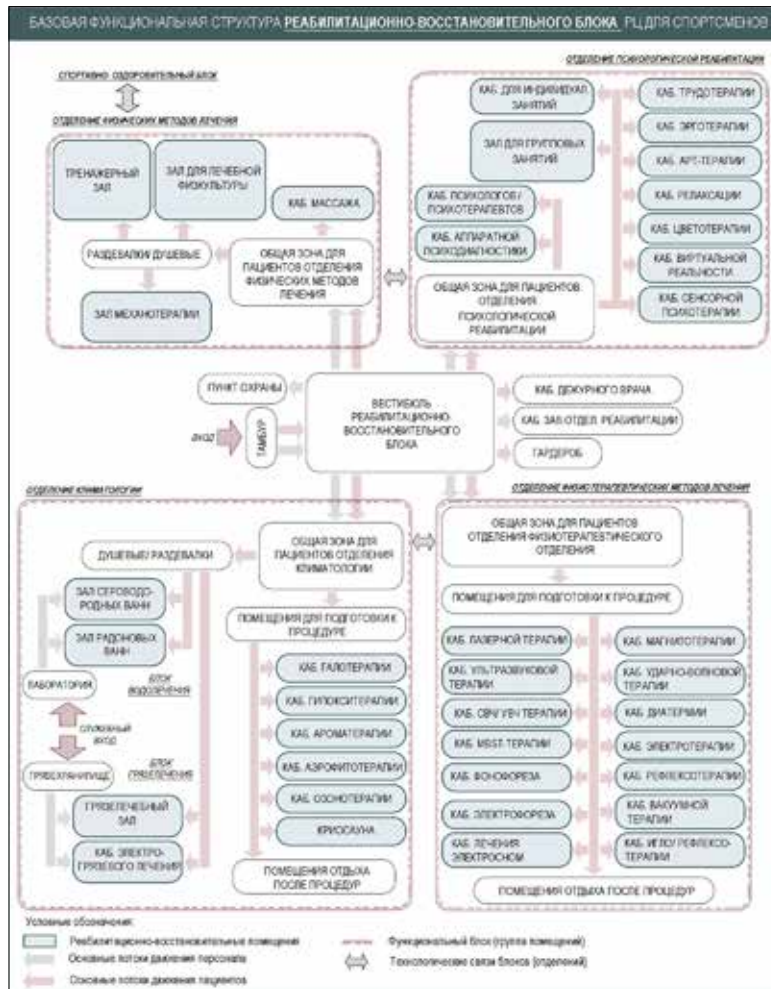 БАЗОВАЯ ФУНКЦИОНАЛЬНАЯ СТРУКТУРА РЕАБИЛИТАЦИОННО-ВОССТАНОВИТЕЛЬНОГО БЛОКА РЦ ДЛЯ СПОРТСМЕНОВ
СПОРТИВНО ОЗДОРОВИТЕЛЬНЫЙ БЛОК
ОТДЕЛЕНИЕ ФИЗИЧЕСКИХ МЕТОДОВ ЛЕЧЕНИЯ
ТРЕНАЖЕРНЫЙ
ЗАЛ
ЗАЛ ДЛЯ ЛЕЧЕБНОЙ
ФИЗКУЛЬТУРЫ
КАБ. МАССАЖА
РАЗДЕВАЛКИ/ДУШЕВЫЕ
ОБЩАЯ ЗОНА ДЛЯ
ПАЦИЕНТОВ ОТДЕЛЕНИЯ
ФИЗИЧЕСКИХ МЕТОДОВ
ЛЕЧЕНИЯ
ЗАЛ МЕХАНОТЕРАПИИ
ОТДЕЛЕНИЕ ПСИХОЛОГИЧЕСКОЙ РЕАБИЛИТАЦИИ
КАБ. ДЛЯ ИНДИВИДУАЛ
ЗАНЯТИЙ
ЗАЛ ДЛЯ ГРУППОВЫХ
ЗАНЯТИЙ
КАБ. ПСИХОЛОГОВ /
ПСИХОТЕРАПЕВТОВ
КАБ. АППАРАТНОЙ
ПСИХОДИАГНОСТИКИ
ОБЩАЯ ЗОНА ДЛЯ ПАЦИЕНТОВ
ОТДЕЛЕНИЯ
ПСИХОЛОГИЧЕСКОЙ
РЕАБИЛИТАЦИИ
КАБ. ТРУДОТЕРАПИИ
КАБ. ЭРГОТЕРАПИИ
КАБ. АРТ-ТЕРАПИИ
КАБ. РЕЛАКСАЦИИ
КАБ. ЦВЕТОТЕРАПИИ
КАБ. ВИРТУАЛЬНОЙ
РЕАЛЬНОСТИ
КАБ. СЕНСОРНОЙ
ПСИХОТЕРАПИИ
ПУНКТ ОХРАНЫ
ВХОД
ТАМБУР
ВЕСТИБЮЛЬ
РЕАБИЛИТАЦИОННО-
ВОССТАНОВИТЕЛЬНОГО
БЛОКА
КАБ. ДЕЖУРНОГО ВРАЧА
КАБ. ЗАВ.ОТДЕЛ. РЕАБИЛИТАЦИИ
ГАРДЕРОБ
ОТДЕЛЕНИЕ КЛИМАТОЛОГИИ
ДУШЕВЫЕ/ РАЗДЕВАЛКИ
ОБЩАЯ ЗОНА ДЛЯ
ПАЦИЕНТОВ ОТДЕЛЕНИЯ
КЛИМАТОЛОГИИ
ЗАЛ СЕРОВОДО-
РОДНЫХ ВАНН
ЗАЛ РАДОНОВЫХ
ВАНН
ЛАБОРАТОРИЯ
БЛОК
ВОДОЛЕЧЕНИЯ
СЛУЖЕБНЫЙ
ВХОД
ГРЯЗЕХРАНИЛИЩЕ
БЛОК
ГРЯЗЕЛЕЧЕНИЯ
ГРЯЗЕЛЕЧЕБНЫЙ
ЗАЛ
КАБ. ЭЛЕКТРО-
ГРЯЗЕВОГО ЛЕЧЕНИЯ
ПОМЕЩЕНИЯ ДЛЯ ПОДГОТОВКИ К
ПРОЦЕДУРЕ
КАБ. ГАЛОТЕРАПИИ
КАБ. ГИПОКСИТЕРАПИИ
КАБ. АРОМАТЕРАПИИ
КАБ. АЭРОФИТОТЕРАПИИ
КАБ. ОЗОНОТЕРАПИИ
КРИОСАУНА
ПОМЕЩЕНИЯ ОТДЫХА
ПОСЛЕ ПРОЦЕДУР
ОТДЕЛЕНИЕ ФИЗИОТЕРАПЕВТИЧЕСКИХ МЕТОДОВ ЛЕЧЕНИЯ
ОБЩАЯ ЗОНА ДЛЯ ПАЦИЕНТОВ
ОТДЕЛЕНИЯ ФИЗИОТЕРАПЕВТИЧЕСКОГО
ОТДЕЛЕНИЯ
ПОМЕЩЕНИЯ ДЛЯ ПОДГОТОВКИ К ПРОЦЕДУРЕ
КАБ. ЛАЗЕРНОЙ ТЕРАПИИ
КАБ. УЛЬТРАЗВУКОВОЙ
ТЕРАПИИ
КАБ. СВЧ/ УВЧ ТЕРАПИИ
КАБ. MBST-ТЕРАПИИ
КАБ. ФОНОФОРЕЗА
КАБ. ЭЛЕКТРОФОРЕЗА
КАБ. ЛЕЧЕНИЯ
ЭЛЕКТРОСНОМ
КАБ. МАГНИТОТЕРАПИИ
КАБ. УДАРНО-ВОЛНОВОЙ
ТЕРАПИИ
КАБ. ДИАТЕРМИИ
КАБ. ЭЛЕКТРОТЕРАПИИ
КАБ. РЕФЛЕКСОТЕРАПИИ
КАБ. ВАКУУМНОЙ
ТЕРАПИИ
КАБ. ИГЛО/ РЕФЛЕКСО-
ТЕРАПИИ
ПОМЕЩЕНИЯ ОТДЫХА ПОСЛЕ ПРОЦЕДУР
Условные обозначения:
Реабилитационно-восстановительные помещения
Основные потоки движения персонала
Основные потоки движения пациентов
Функциональный блок (группа помещений)
Технологические связи блоков (отделений)